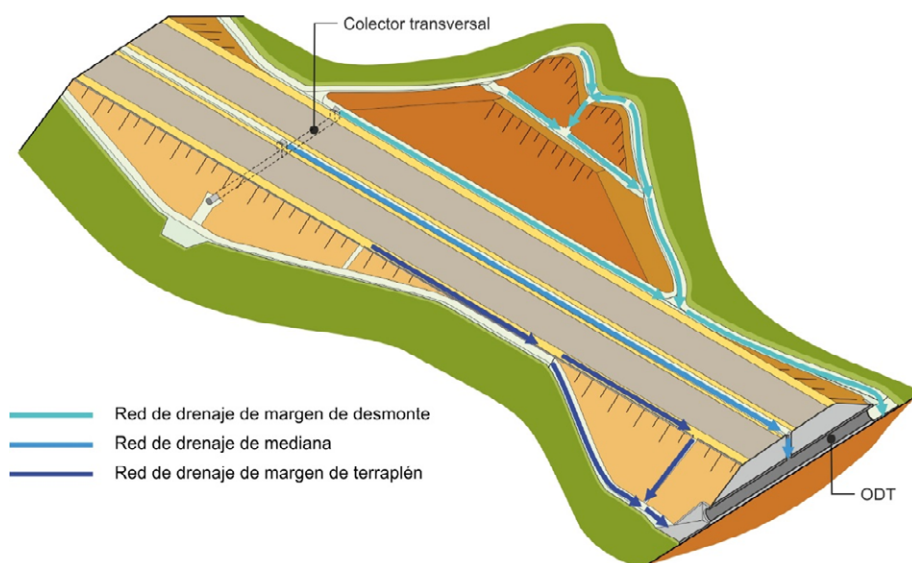 Colector transversal
Red de drenaje de margen de desmonte
Red de drenaje de mediana
Red de drenaje de margen de terraplén
ODT